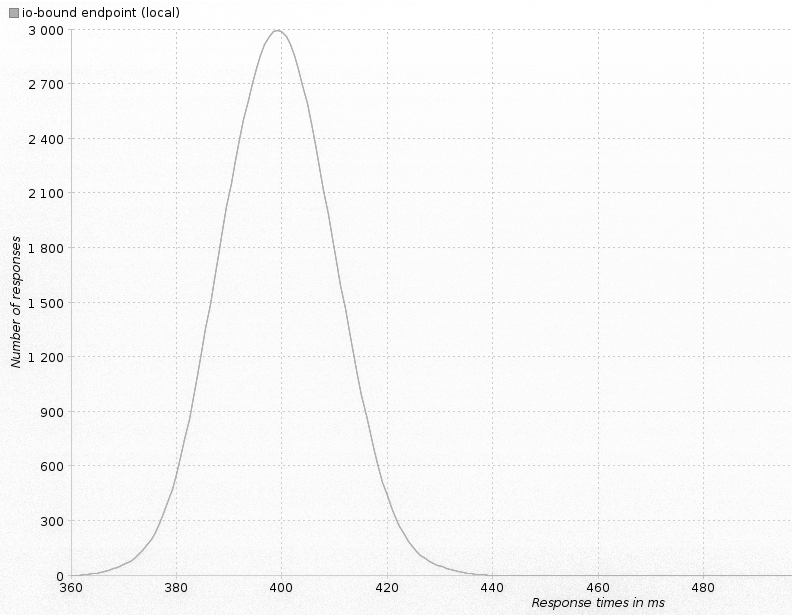 io-bound endpoint (local)
3 000
2 700
2 400
2 100
1 800
1 500
1 200
900
600
300
0
Number of responses
360 380 400 420 440 460 480
Response times in ms